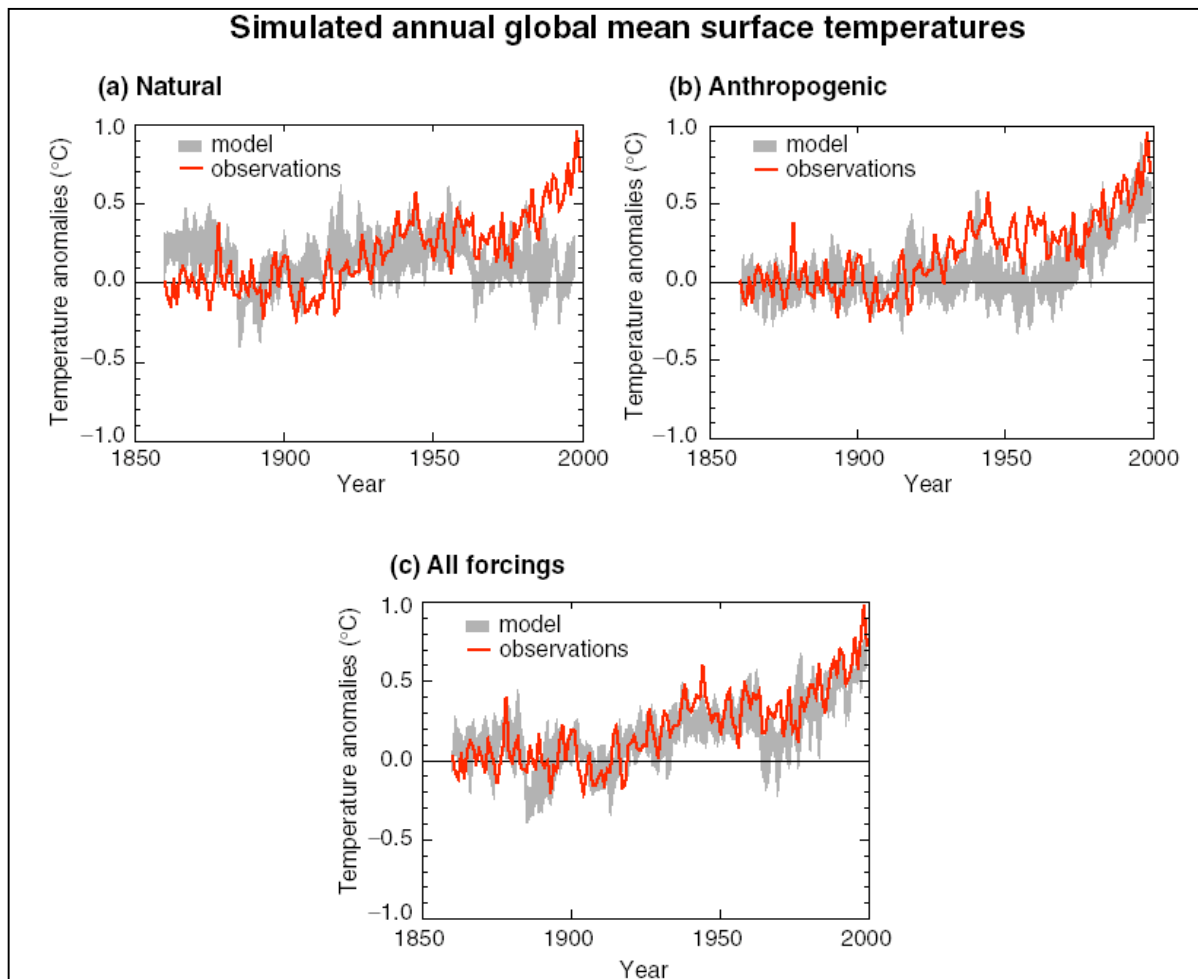 Simulated annual global mean surface temperatures
(a) Natural
Temperature anomalies (°C)
1.0
0.5
0.0
−0.5
−1.0
model
observations
1850 1900 1950 2000
Year
(b) Anthropogenic
Temperature anomalies (°C)
1.0
0.5
0.0
−0.5
−1.0
model
observations
1850 1900 1950 2000
Year
(c) All forcings
Temperature anomalies (°C)
1.0
0.5
0.0
−0.5
−1.0
model
observations
1850 1900 1950 2000
Year